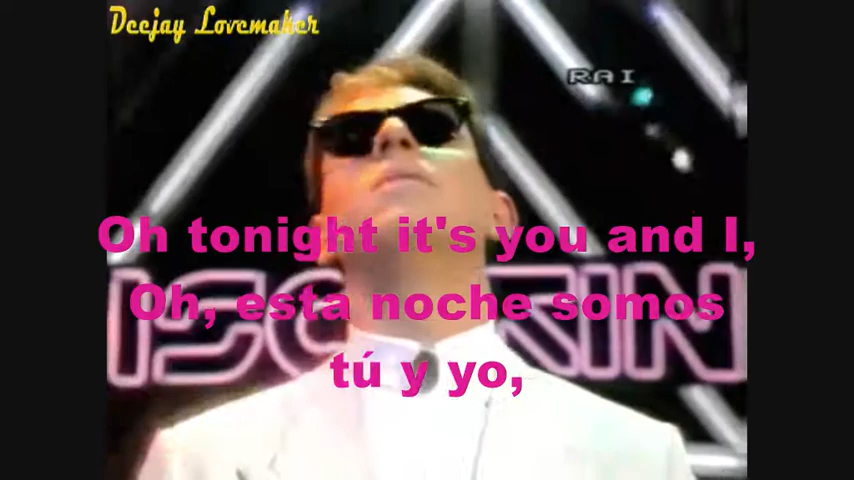 Deejay Lovemaker
RAI
Oh tonight it's you and I,
Oh, esta noche somos
tú y yo,